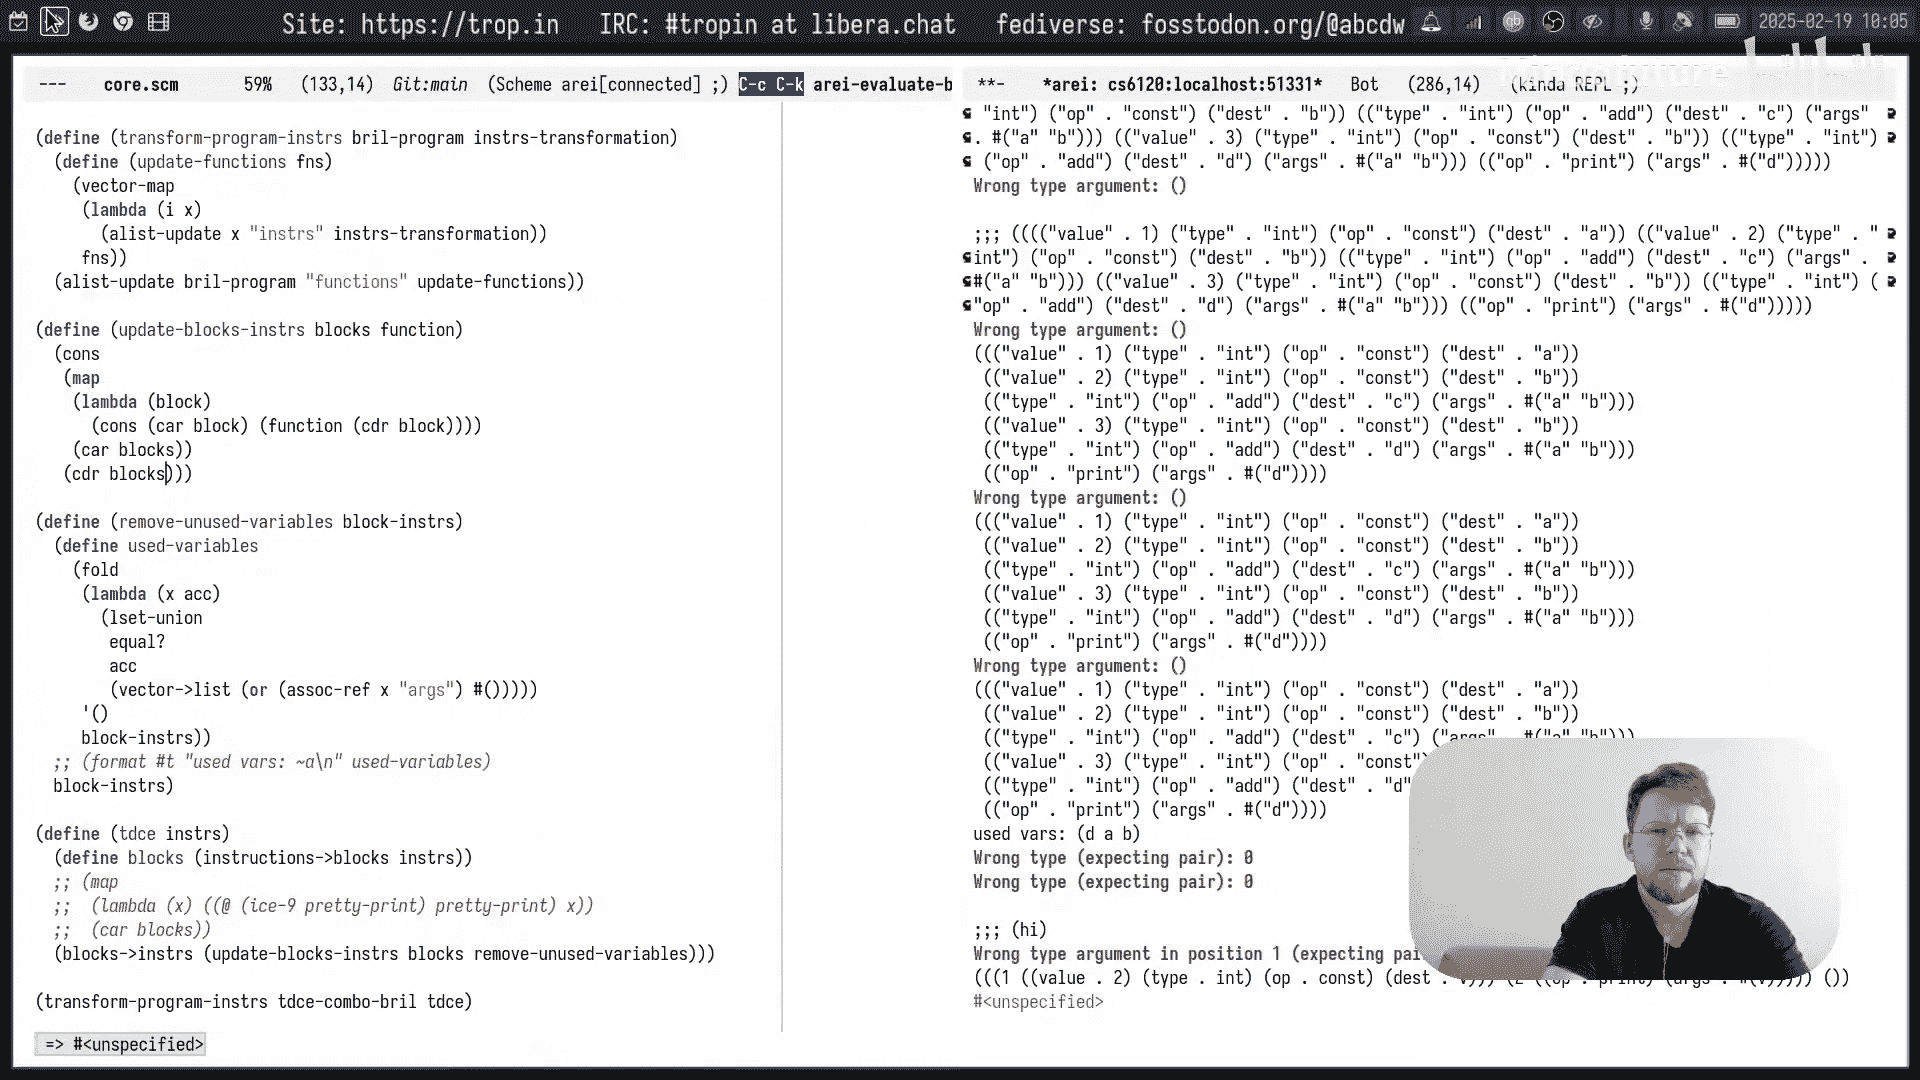 Site: https://trop.in IRC: #tropin at libera.chat fediverse: fosstodon.org/@abcdw 2025-02-19 10:05
--- core.scm 59% (133,14) Git:main (Scheme arei[connected] ;) C-c C-k arei-evaluate-b
(define (transform-program-instrs bril-program instrs-transformation)
(define (update-functions fns)
(vector-map
(lambda (i x)
(alist-update x "instrs" instrs-transformation))
fns))
(alist-update bril-program "functions" update-functions))
(define (update-blocks-instrs blocks function)
(cons
(map
(lambda (block)
(cons (car block) (function (cdr block))))
(car blocks))
(cdr blocks)))
(define (remove-unused-variables block-instrs)
(define used-variables
(fold
(lambda (x acc)
(lset-union
equal?
acc
(vector->list (or (assoc-ref x "args") #()))))
'()
block-instrs))
;; (format #t "used vars: ~a\n" used-variables)
block-instrs)
(define (tdce instrs)
(define blocks (instructions->blocks instrs))
;; (map
;;  (lambda (x) ((@ (ice-9 pretty-print) pretty-print) x))
;;  (car blocks))
(blocks->instrs (update-blocks-instrs blocks remove-unused-variables)))
(transform-program-instrs tdce-combo-bril tdce)
=> #<unspecified>
**- *arei: cs6120:localhost:51331* Bot (286,14) (kinda REPL ;)
"int") ("op" . "const") ("dest" . "b")) (("type" . "int") ("op" . "add") ("dest" . "c") ("args"
. #("a" "b"))) (("value" . 3) ("type" . "int") ("op" . "const") ("dest" . "b")) (("type" . "int")
("op" . "add") ("dest" . "d") ("args" . #("a" "b"))) (("op" . "print") ("args" . #("d")))))
Wrong type argument: ()
;;; (((("value" . 1) ("type" . "int") ("op" . "const") ("dest" . "a")) (("value" . 2) ("type" . "
int") ("op" . "const") ("dest" . "b")) (("type" . "int") ("op" . "add") ("dest" . "c") ("args" .
#("a" "b"))) (("value" . 3) ("type" . "int") ("op" . "const") ("dest" . "b")) (("type" . "int") (
"op" . "add") ("dest" . "d") ("args" . #("a" "b"))) (("op" . "print") ("args" . #("d")))))
Wrong type argument: ()
((("value" . 1) ("type" . "int") ("op" . "const") ("dest" . "a"))
(("value" . 2) ("type" . "int") ("op" . "const") ("dest" . "b"))
(("type" . "int") ("op" . "add") ("dest" . "c") ("args" . #("a" "b")))
(("value" . 3) ("type" . "int") ("op" . "const") ("dest" . "b"))
(("type" . "int") ("op" . "add") ("dest" . "d") ("args" . #("a" "b")))
(("op" . "print") ("args" . #("d"))))
Wrong type argument: ()
((("value" . 1) ("type" . "int") ("op" . "const") ("dest" . "a"))
(("value" . 2) ("type" . "int") ("op" . "const") ("dest" . "b"))
(("type" . "int") ("op" . "add") ("dest" . "c") ("args" . #("a" "b")))
(("value" . 3) ("type" . "int") ("op" . "const") ("dest" . "b"))
(("type" . "int") ("op" . "add") ("dest" . "d") ("args" . #("a" "b")))
(("op" . "print") ("args" . #("d"))))
Wrong type argument: ()
((("value" . 1) ("type" . "int") ("op" . "const") ("dest" . "a"))
(("value" . 2) ("type" . "int") ("op" . "const") ("dest" . "b"))
(("type" . "int") ("op" . "add") ("dest" . "c") ("args" . #("a" "b")))
(("value" . 3) ("type" . "int") ("op" . "const")
(("type" . "int") ("op" . "add") ("dest" . "d"
(("op" . "print") ("args" . #("d"))))
used vars: (d a b)
Wrong type (expecting pair): 0
Wrong type (expecting pair): 0
;;; (hi)
Wrong type argument in position 1 (expecting pai
(((1 ((value . 2) (type . int) (op . const) (dest . v))) (2 ((op . print) (args . #(v))))) ())
#<unspecified>